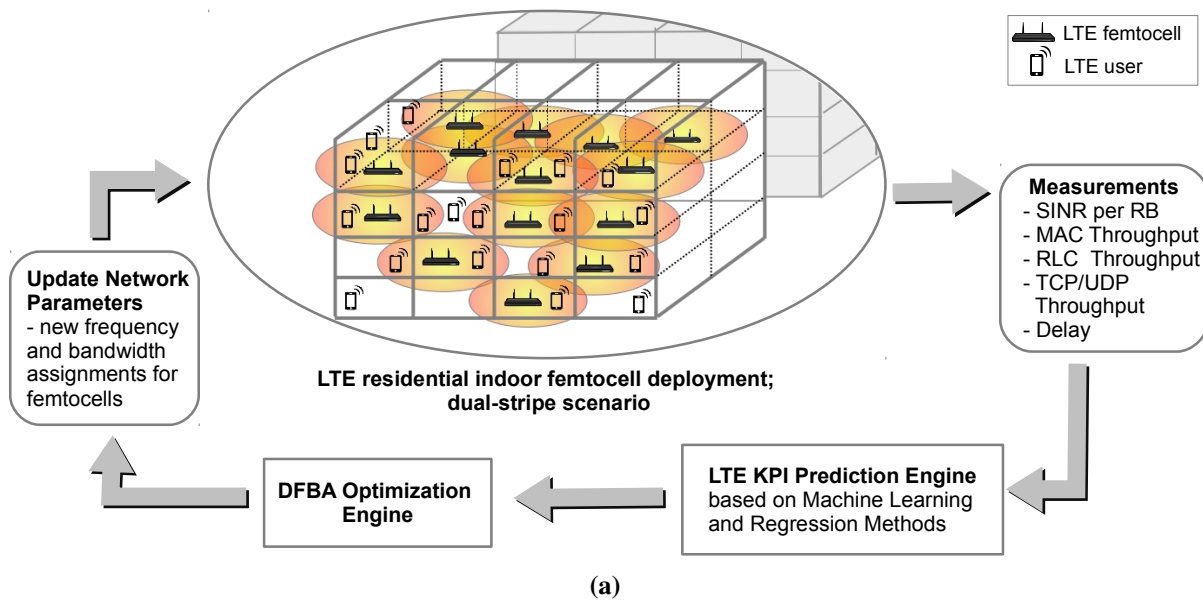 LTE femtocell
LTE user
Measurements
- SINR per RB
- MAC Throughput
- RLC Throughput
- TCP/UDP
Throughput
- Delay
Update Network
Parameters
- new frequency
and bandwidth
assignments for
femtocells
LTE residential indoor femtocell deployment;
dual-stripe scenario
DFBA Optimization
Engine
LTE KPI Prediction Engine
based on Machine Learning
and Regression Methods
(a)